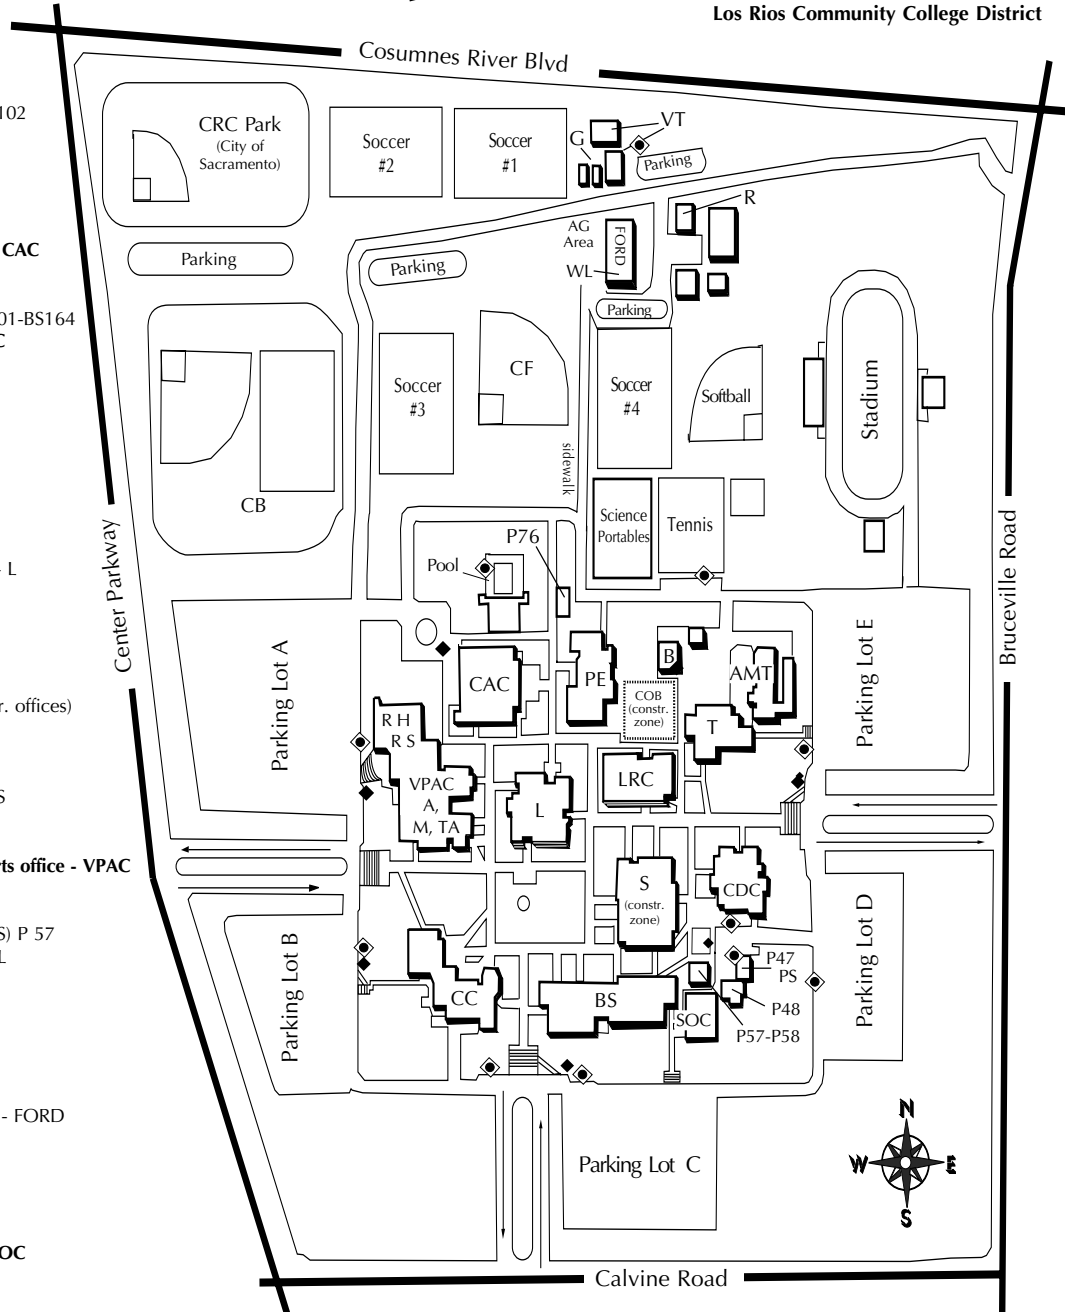 Los Rios Community College District
Cosumnes River Blvd
102
CRC Park
(City of
Sacramento)
Soccer
#2
Soccer
#1
G
VT
Parking
R
CAC
Parking
Parking
AG
Area
FORD
WL
Parking
01-BS164
C
Soccer
#3
CF
Soccer
#4
Softball
Stadium
sidewalk
CB
Science
Portables
Tennis
P76
Pool
L
Center Parkway
Bruceville Road
Parking Lot A
Parking Lot E
CAC
PE
B
AMT
COB
(constr.
zone)
r. offices)
R H
R S
T
VPAC
A,
M, TA
L
LRC
S
rts office - VPAC
S
(constr.
zone)
CDC
S) P 57
L
Parking Lot B
Parking Lot D
P47
PS
CC
BS
SOC
P48
P57-P58
- FORD
N
W
E
S
Parking Lot C
OC
Calvine Road